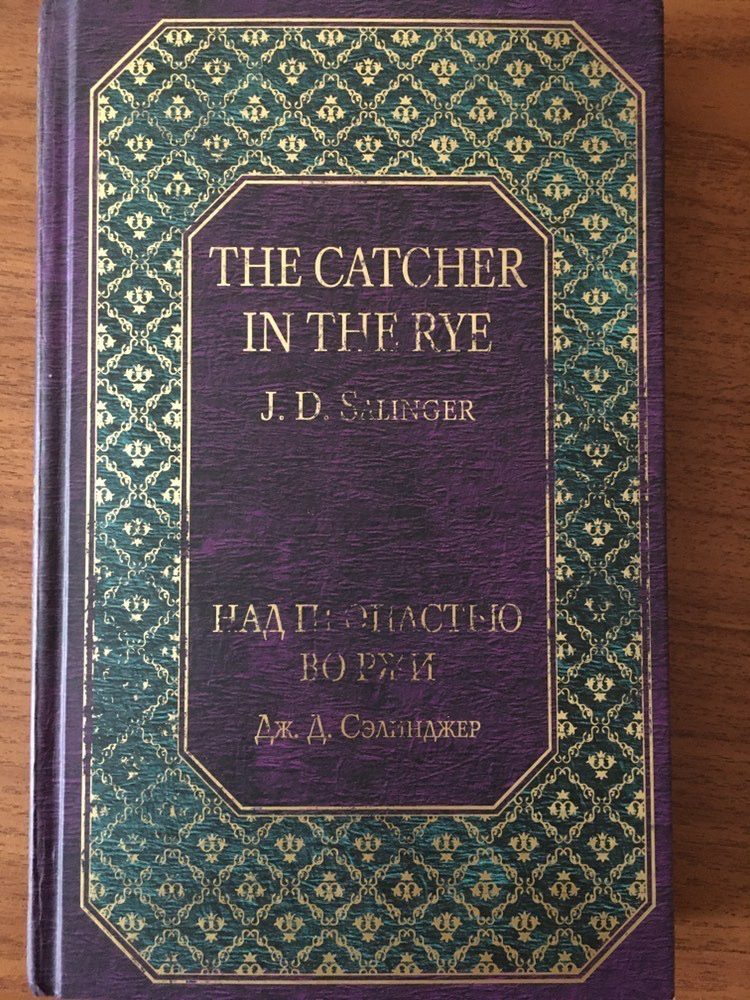 THE CATCHER
IN THE RYE
J. D. SALINGER
НАД ПРОПАСТЬЮ
ВО РЖИ
ДЖ. Д. СЭЛИНДЖЕР